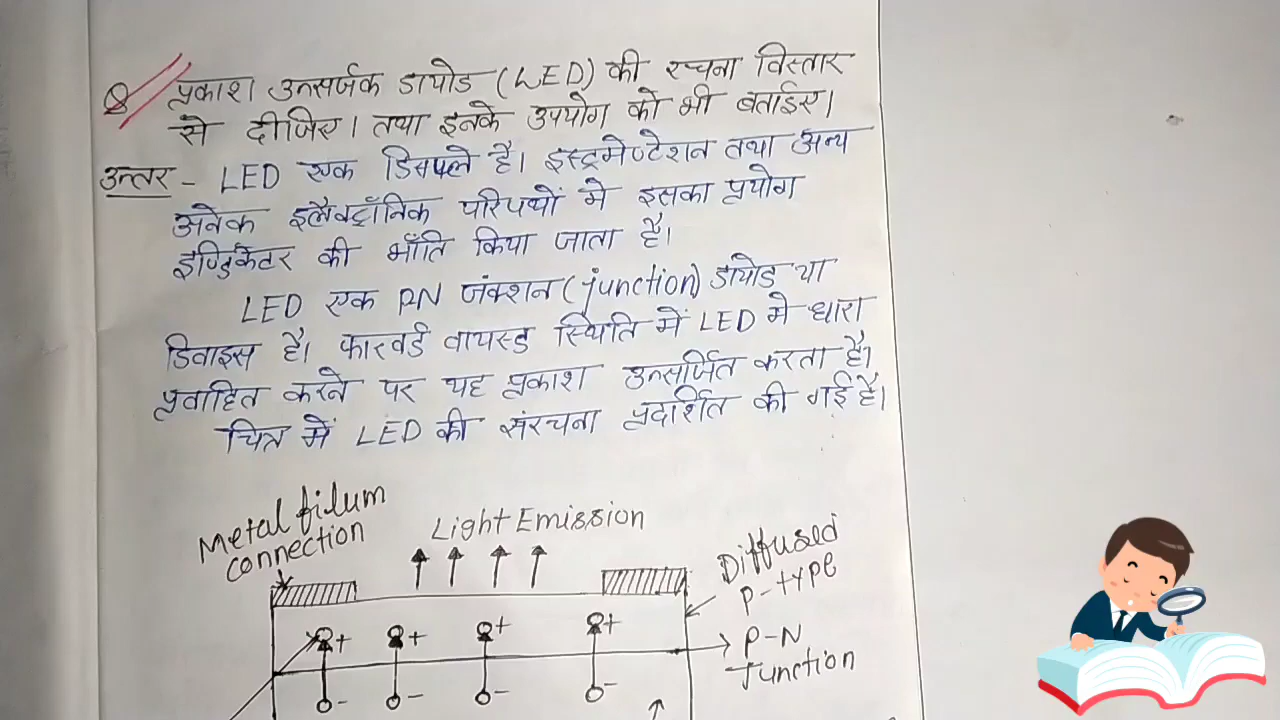 Q प्रकाश उत्सर्जक डायोड (LED) की रचना विस्तार
से दीजिए। तथा इनके उपयोग को भी बताईए।
उत्तर - LED एक डिसप्ले है। इंस्ट्रूमेण्टेशन तथा अन्य
अनेक इलैक्ट्रॉनिक परिपथों में इसका प्रयोग
इण्डिकेटर की भाँति किया जाता है।
LED एक PN जंक्शन (junction) डायोड या
डिवाइस है। फारवर्ड वायस्ड स्थिति में LED मे धारा
प्रवाहित करने पर यह प्रकाश उत्सर्जित करता है।
चित्र में LED की संरचना प्रदर्शित की गई है।
Metal filum
connection
Light Emission
Diffused
P-type
+ + + +
P-N
Junction
- - - -